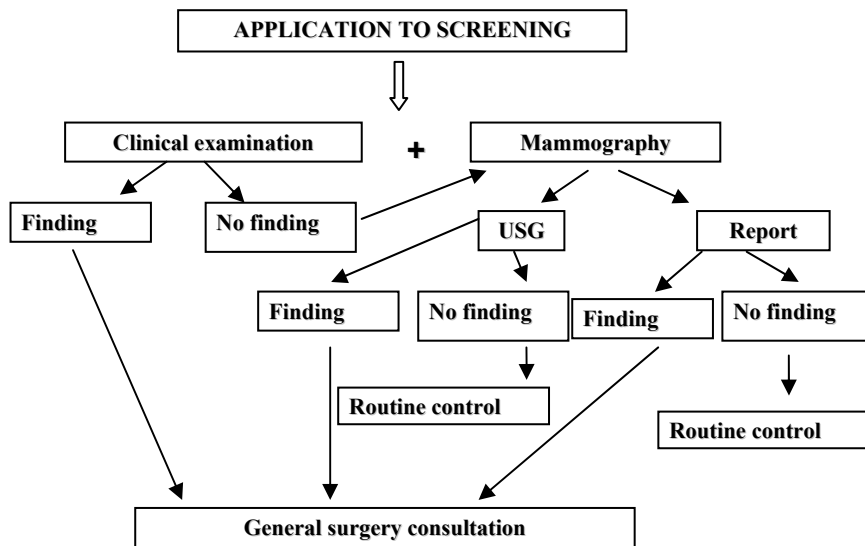 APPLICATION TO SCREENING
Clinical examination
+
Mammography
Finding
No finding
USG
Report
Finding
No finding
Finding
No finding
Routine control
Routine control
General surgery consultation